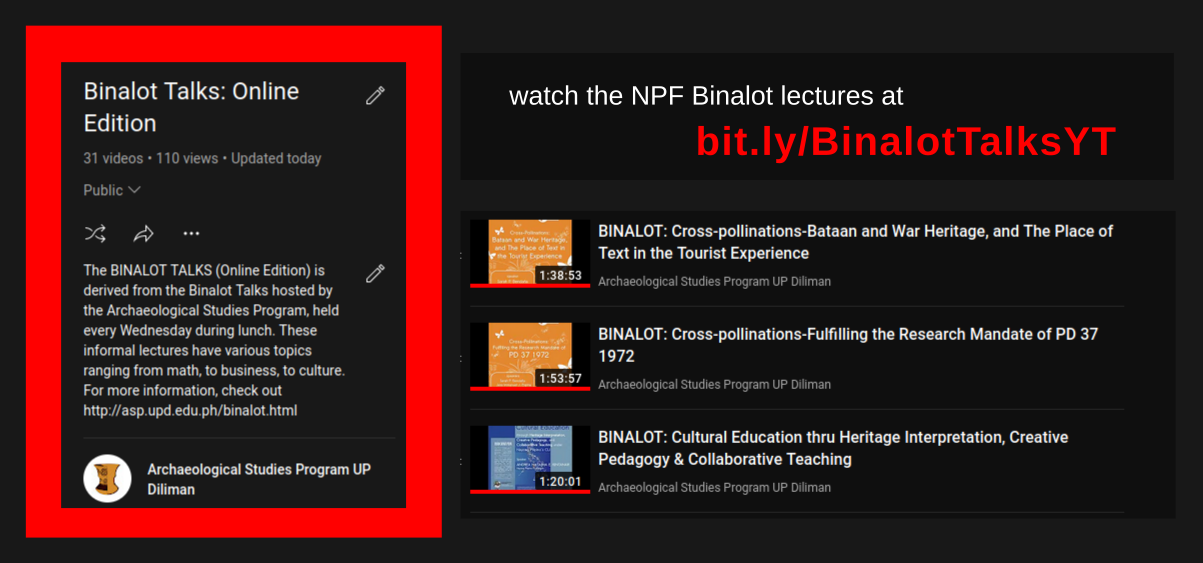 Binalot Talks: Online
Edition
31 videos • 110 views • Updated today
Public
The BINALOT TALKS (Online Edition) is
derived from the Binalot Talks hosted by
the Archaeological Studies Program, held
every Wednesday during lunch. These
informal lectures have various topics
ranging from math, to business, to culture.
For more information, check out
http://asp.upd.edu.ph/binalot.html
Archaeological Studies Program UP
Diliman
watch the NPF Binalot lectures at
bit.ly/BinalotTalksYT
Cross-Pollinations:
Bataan and War Heritage,
and The Place of Text in
the Tourist Experience
1:38:53
BINALOT: Cross-pollinations-Bataan and War Heritage, and The Place of
Text in the Tourist Experience
Archaeological Studies Program UP Diliman
Cross-Pollinations:
Fulfilling the Research Mandate of
PD 37 1972
1:53:57
BINALOT: Cross-pollinations-Fulfilling the Research Mandate of PD 37
1972
Archaeological Studies Program UP Diliman
Cultural Education
1:20:01
BINALOT: Cultural Education thru Heritage Interpretation, Creative
Pedagogy & Collaborative Teaching
Archaeological Studies Program UP Diliman